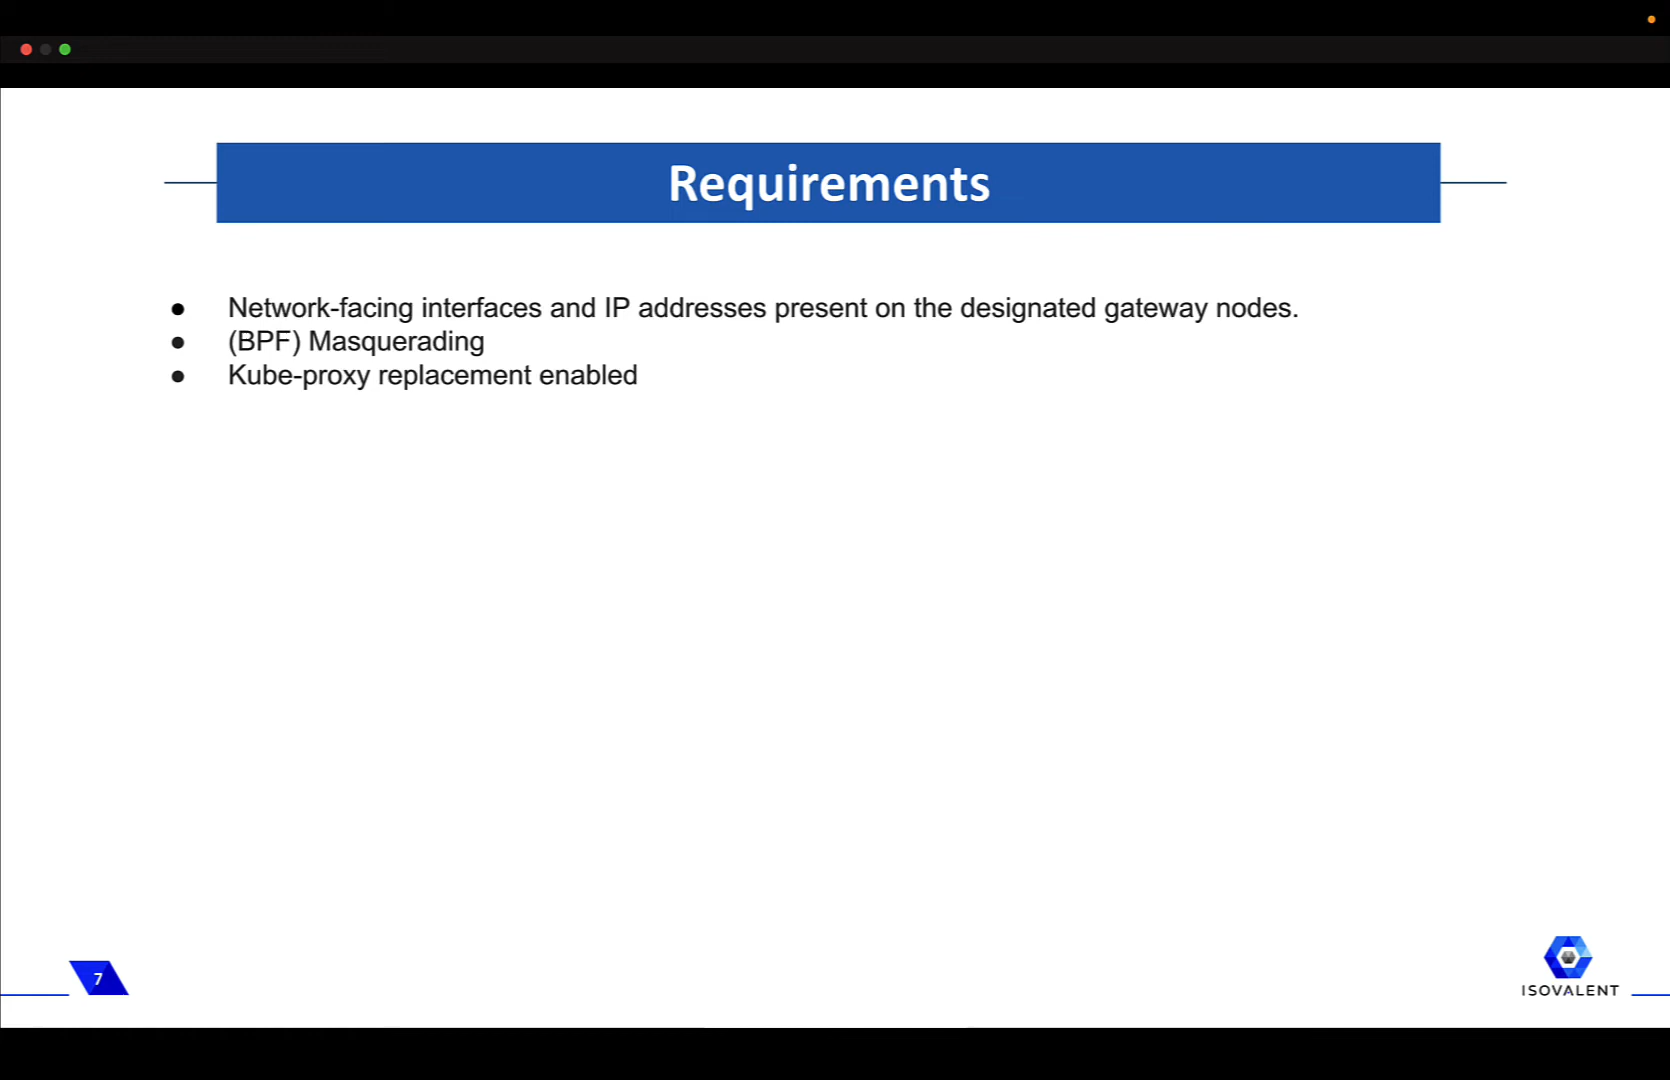 Requirements
● Network-facing interfaces and IP addresses present on the designated gateway nodes.
● (BPF) Masquerading
● Kube-proxy replacement enabled
7
ISOVALENT